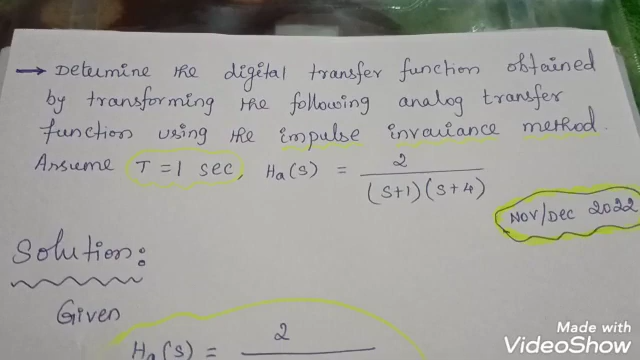 → Determine the digital transfer function obtained
by transforming the following analog transfer
function using the impulse invariance method.
Assume T = 1 sec, Ha(s) = 2 / (s+1)(s+4)
Nov/Dec 2022
Solution:
Given
Ha(s) = 2
Made with
VideoShow